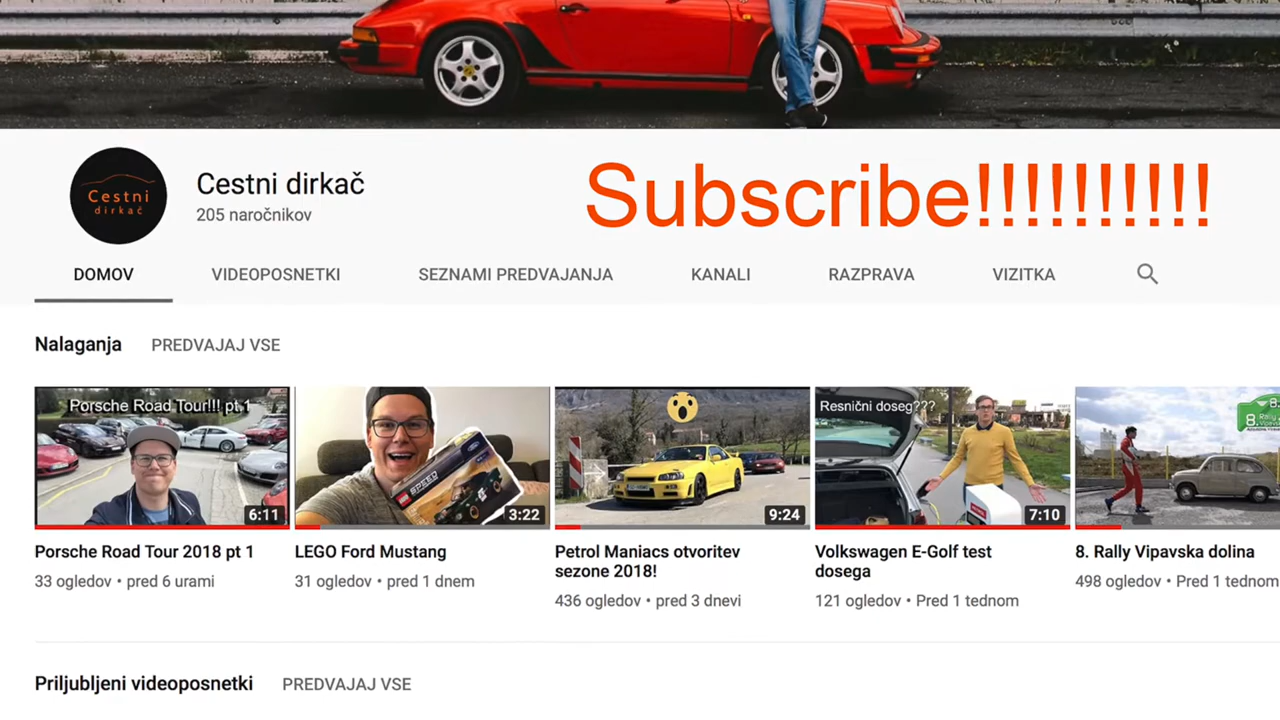 Cestni
dirkač
Cestni dirkač
205 naročnikov
Subscribe!!!!!!!!!!
DOMOV
VIDEOPOSNETKI
SEZNAMI PREDVAJANJA
KANALI
RAZPRAVA
VIZITKA
Nalaganja
PREDVAJAJ VSE
Porsche Road Tour!!! pt.1
6:11
SPEED
3:22
9:24
Resnični doseg???
7:10
8. Rally
Porsche Road Tour 2018 pt 1
33 ogledov • pred 6 urami
LEGO Ford Mustang
31 ogledov • pred 1 dnem
Petrol Maniacs otvoritev
sezone 2018!
436 ogledov • pred 3 dnevi
Volkswagen E-Golf test
dosega
121 ogledov • Pred 1 tednom
8. Rally Vipavska dolina
498 ogledov • Pred 1 tednom
Priljubljeni videoposnetki
PREDVAJAJ VSE